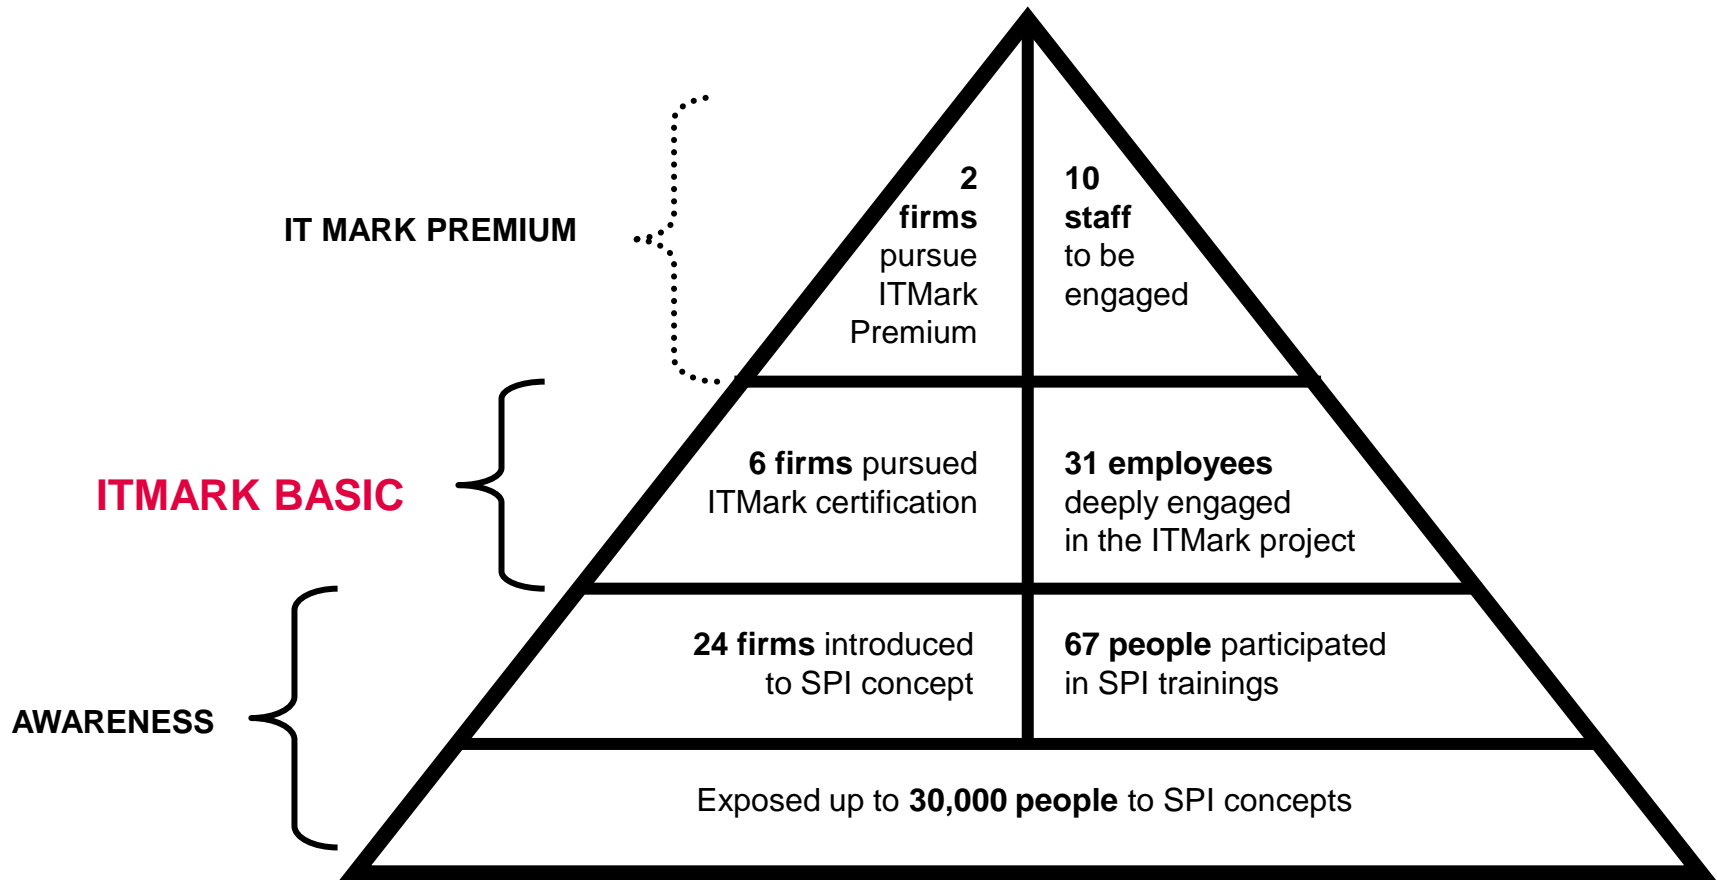 IT MARK PREMIUM
2
firms
pursue
ITMark
Premium
10
staff
to be
engaged
ITMARK BASIC
6 firms pursued
ITMark certification
31 employees
deeply engaged
in the ITMark project
AWARENESS
24 firms introduced
to SPI concept
67 people participated
in SPI trainings
Exposed up to 30,000 people to SPI concepts